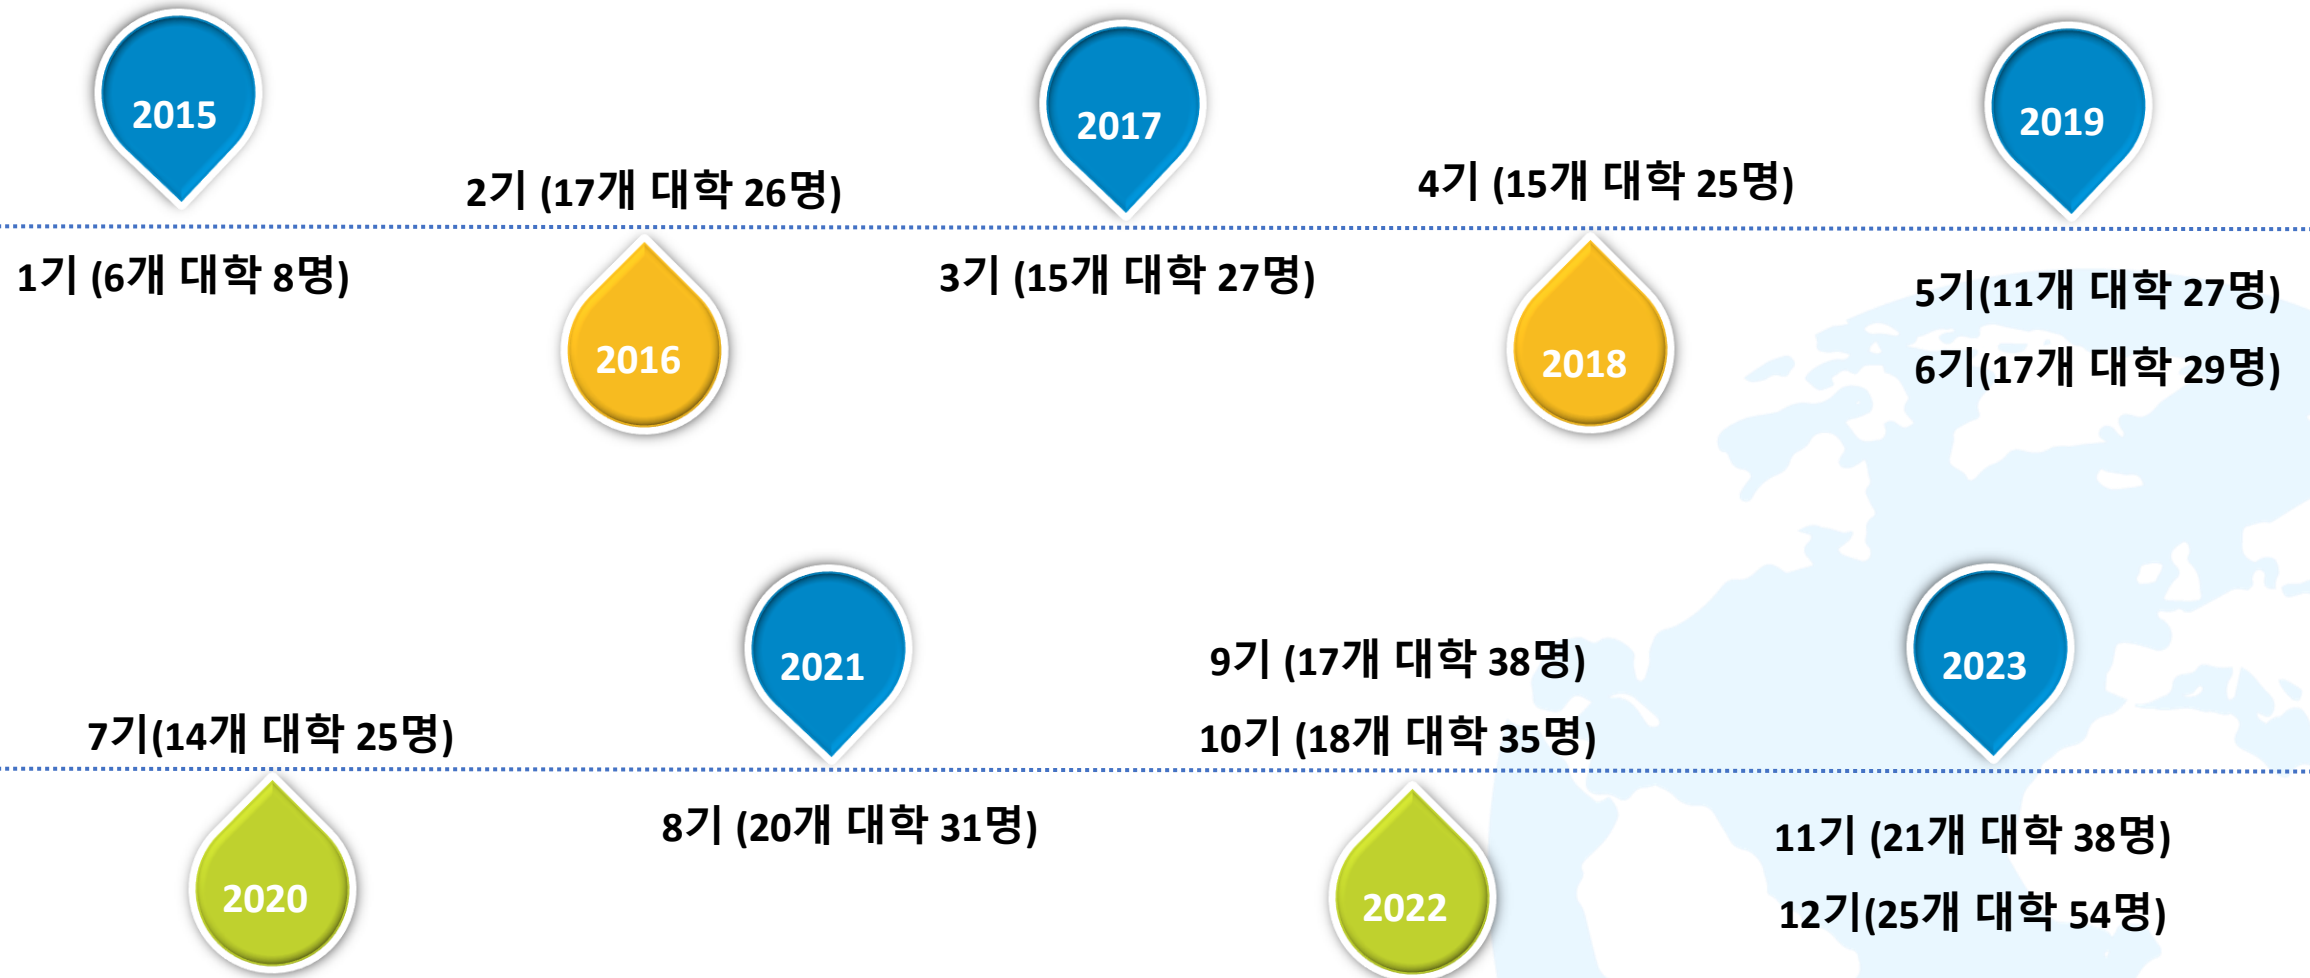 2015
1기 (6개 대학 8명)
2기 (17개 대학 26명)
2016
2017
3기 (15개 대학 27명)
4기 (15개 대학 25명)
2018
2019
5기(11개 대학 27명)
6기(17개 대학 29명)
7기(14개 대학 25명)
2020
2021
8기 (20개 대학 31명)
9기 (17개 대학 38명)
10기 (18개 대학 35명)
2022
2023
11기 (21개 대학 38명)
12기(25개 대학 54명)